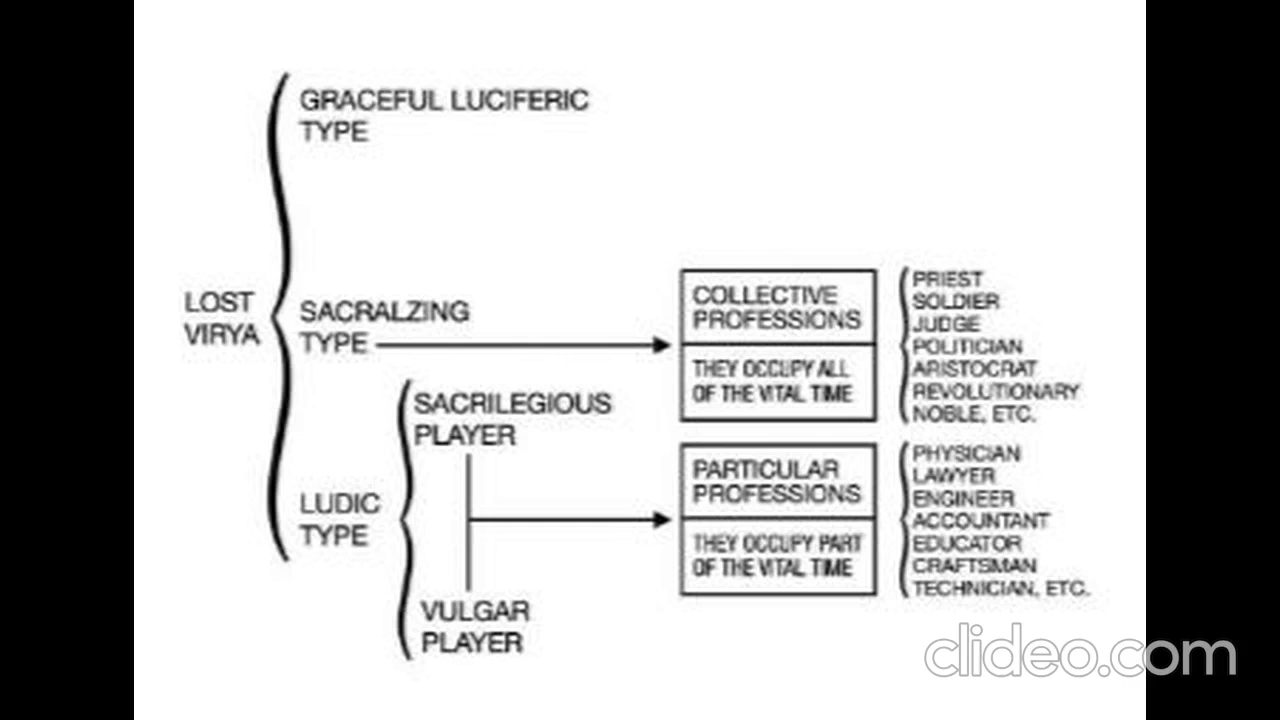 GRACEFUL LUCIFERIC
TYPE
LOST
VIRYA
SACRALZING
TYPE
COLLECTIVE
PROFESSIONS
THEY OCCUPY ALL
OF THE VITAL TIME
PRIEST
SOLDIER
JUDGE
POLITICIAN
ARISTOCRAT
REVOLUTIONARY
NOBLE, ETC.
LUDIC
TYPE
SACRILEGIOUS
PLAYER
VULGAR
PLAYER
PARTICULAR
PROFESSIONS
THEY OCCUPY PART
OF THE VITAL TIME
PHYSICIAN
LAWYER
ENGINEER
ACCOUNTANT
EDUCATOR
CRAFTSMAN
TECHNICIAN, ETC.
clideo.com